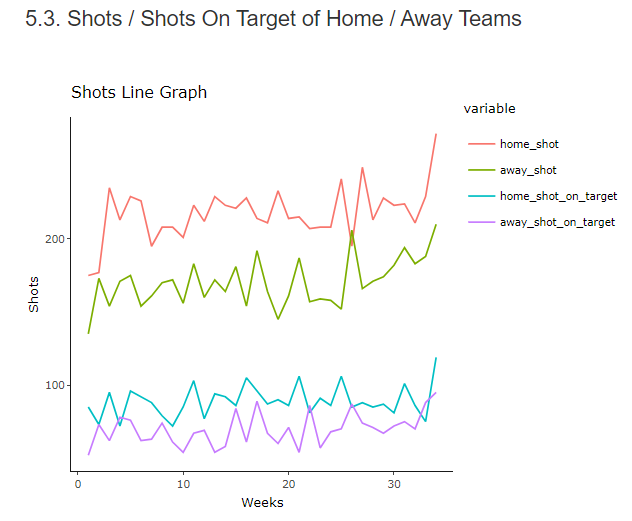 5.3. Shots / Shots On Target of Home / Away Teams
Shots Line Graph
variable
home_shot
away_shot
home_shot_on_target
away_shot_on_target
Shots
200
100
0
10
20
30
Weeks